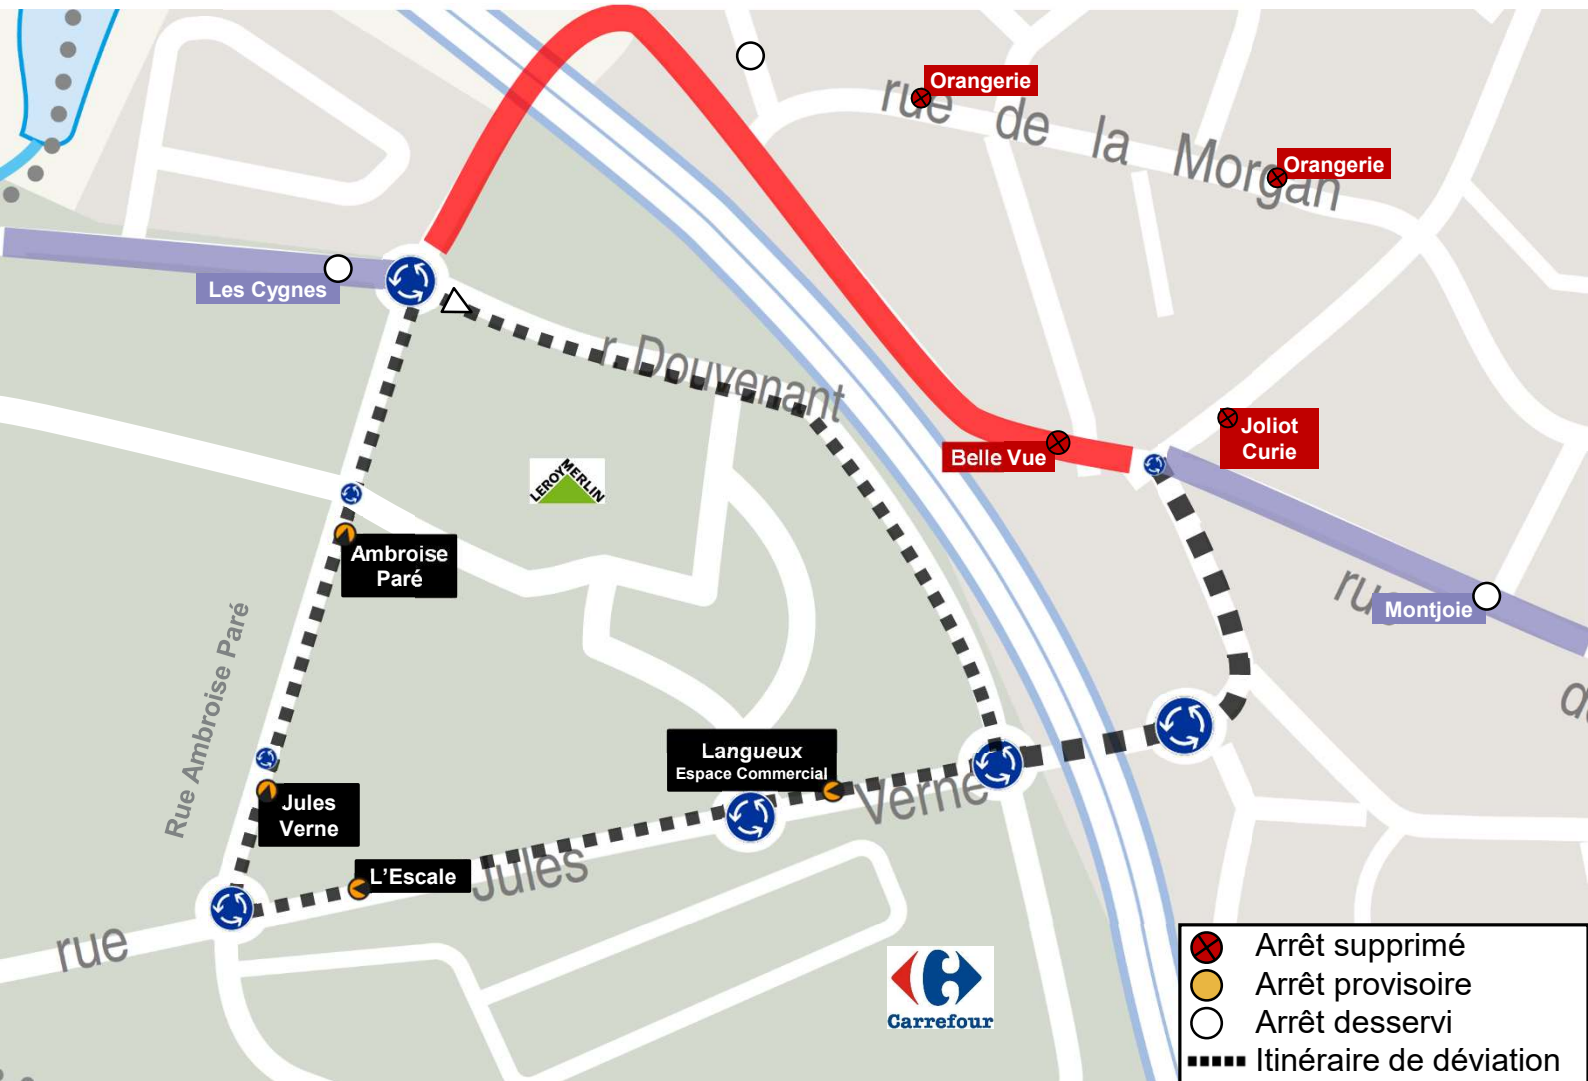 Orangerie
rue de la Morgan
Orangerie
Les Cygnes
r. Douvenant
Joliot
Curie
Belle Vue
LEROY MERLIN
Ambroise
Paré
rue
Montjoie
Rue Ambroise Paré
Langueux
Espace Commercial
Jules
Verne
L'Escale
rue Jules Verne
Carrefour
Arrêt supprimé
Arrêt provisoire
Arrêt desservi
Itinéraire de déviation